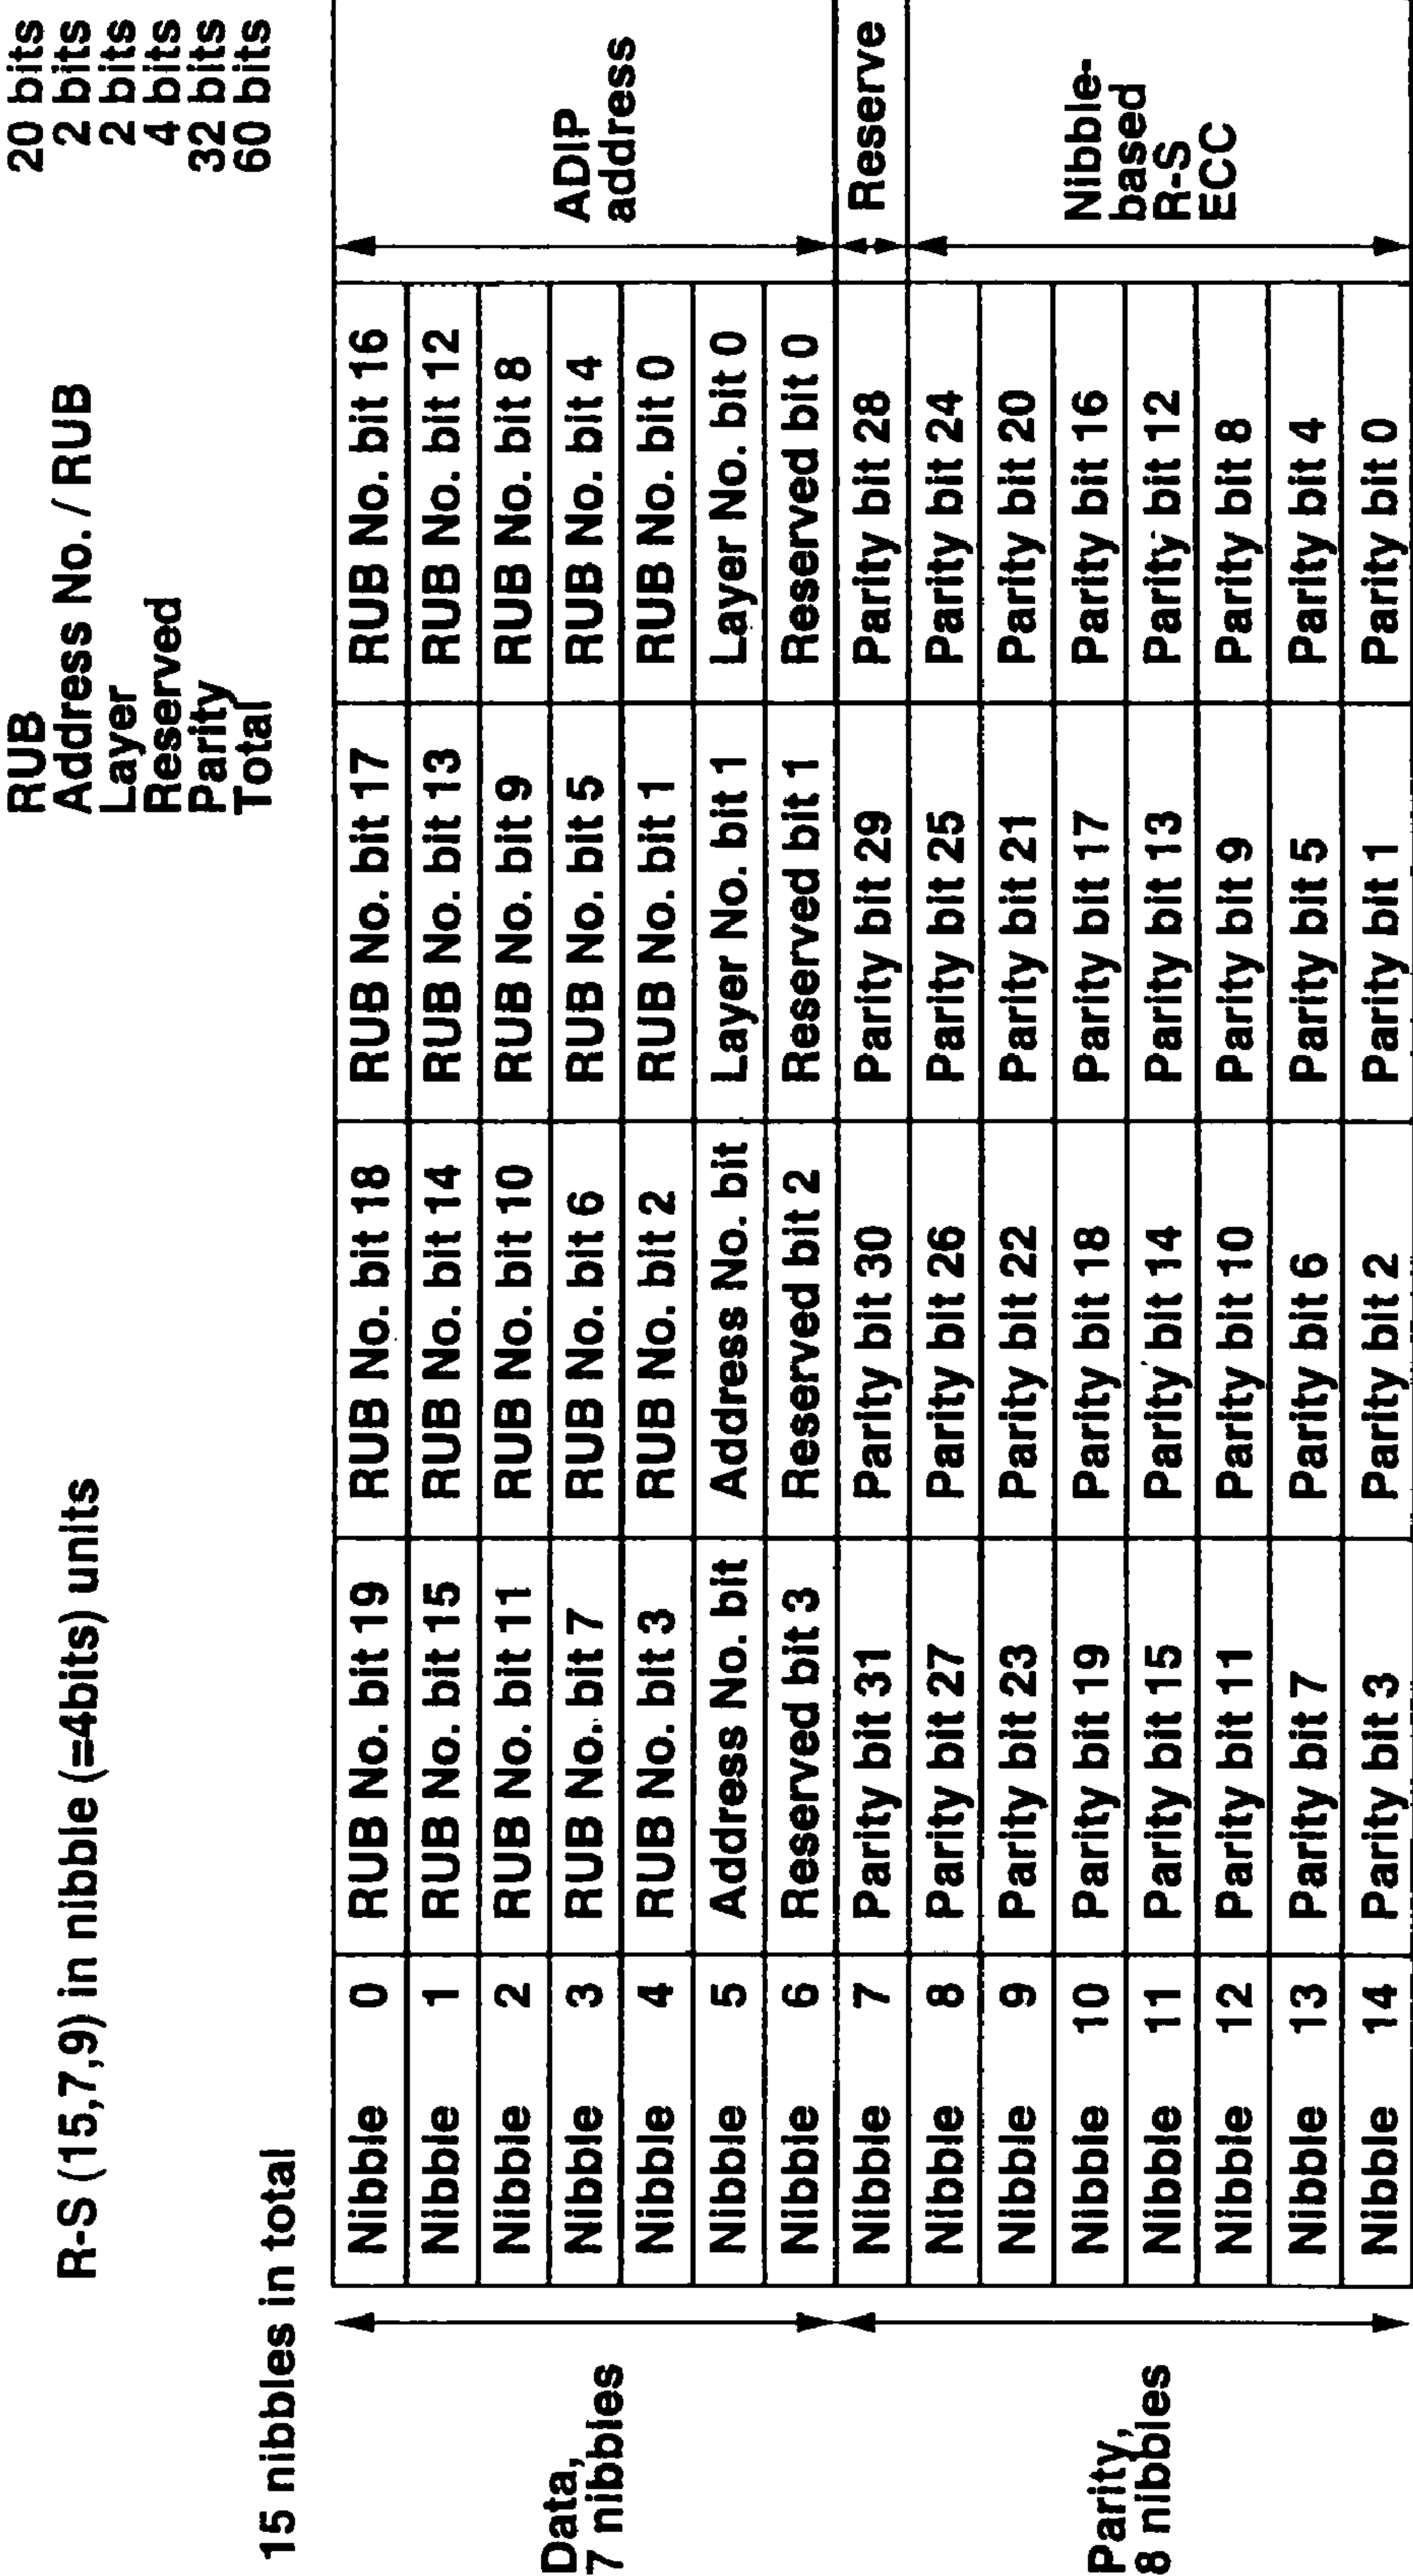 R-S (15,7,9) in nibble (=4bits) units
RUB 20 bits
Address No. / RUB 2 bits
Layer 2 bits
Reserved 4 bits
Parity 32 bits
Total 60 bits
15 nibbles in total
Data,
7 nibbles
Parity,
8 nibbles
Nibble 0 RUB No. bit 19 RUB No. bit 18 RUB No. bit 17 RUB No. bit 16
Nibble 1 RUB No. bit 15 RUB No. bit 14 RUB No. bit 13 RUB No. bit 12
Nibble 2 RUB No. bit 11 RUB No. bit 10 RUB No. bit 9 RUB No. bit 8
Nibble 3 RUB No. bit 7 RUB No. bit 6 RUB No. bit 5 RUB No. bit 4
Nibble 4 RUB No. bit 3 RUB No. bit 2 RUB No. bit 1 RUB No. bit 0
Nibble 5 Address No. bit Address No. bit Layer No. bit 1 Layer No. bit 0
Nibble 6 Reserved bit 3 Reserved bit 2 Reserved bit 1 Reserved bit 0
Nibble 7 Parity bit 31 Parity bit 30 Parity bit 29 Parity bit 28
Nibble 8 Parity bit 27 Parity bit 26 Parity bit 25 Parity bit 24
Nibble 9 Parity bit 23 Parity bit 22 Parity bit 21 Parity bit 20
Nibble 10 Parity bit 19 Parity bit 18 Parity bit 17 Parity bit 16
Nibble 11 Parity bit 15 Parity bit 14 Parity bit 13 Parity bit 12
Nibble 12 Parity bit 11 Parity bit 10 Parity bit 9 Parity bit 8
Nibble 13 Parity bit 7 Parity bit 6 Parity bit 5 Parity bit 4
Nibble 14 Parity bit 3 Parity bit 2 Parity bit 1 Parity bit 0
ADIP
address
Reserve
Nibble-
based
R-S
ECC